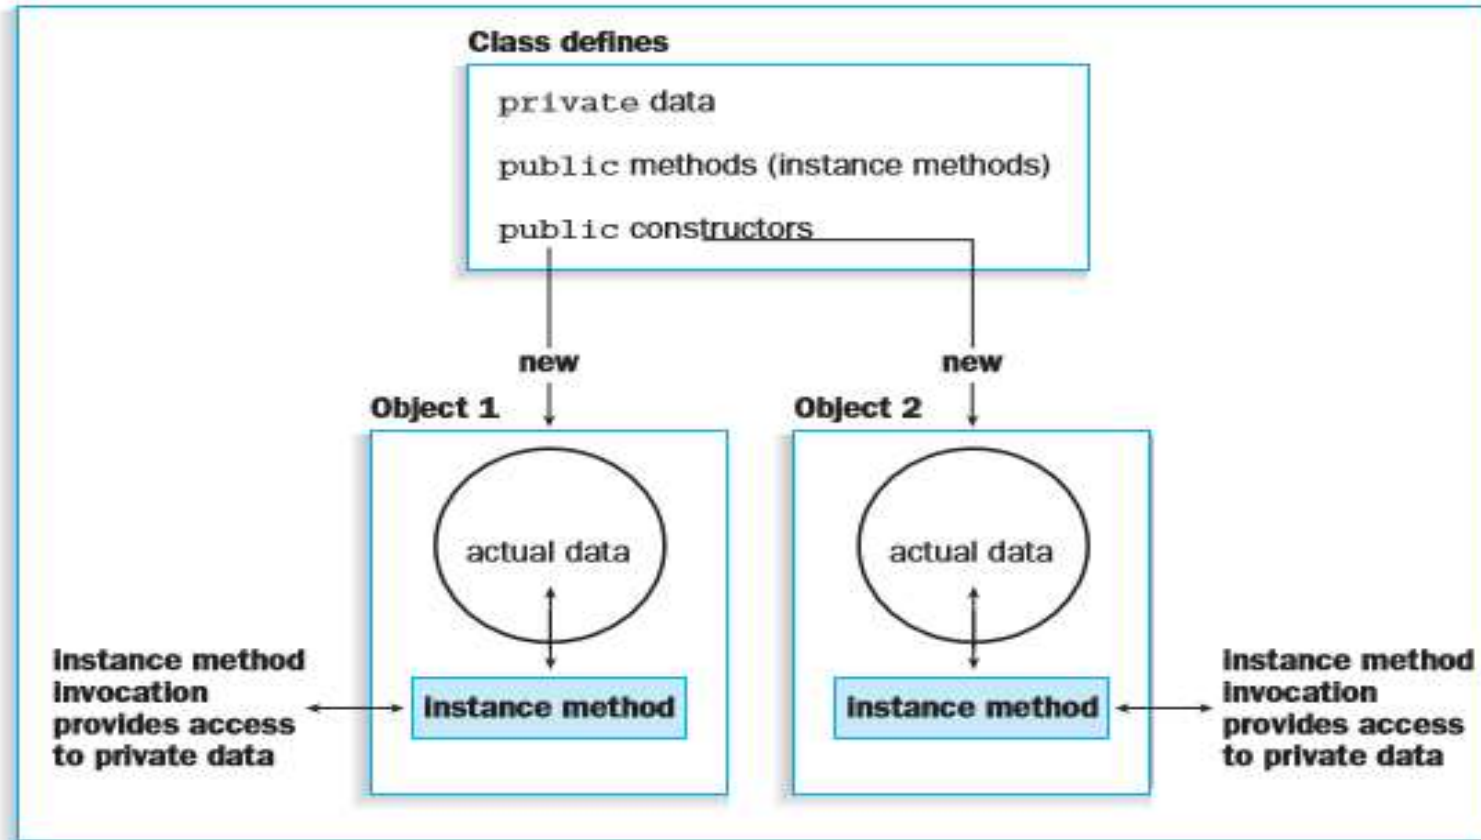 Class defines
private data
public methods (instance methods)
public constructors
new
new
Object 1
Object 2
actual data
actual data
instance method
invocation
provides access
to private data
instance method
instance method
instance method
invocation
provides access
to private data